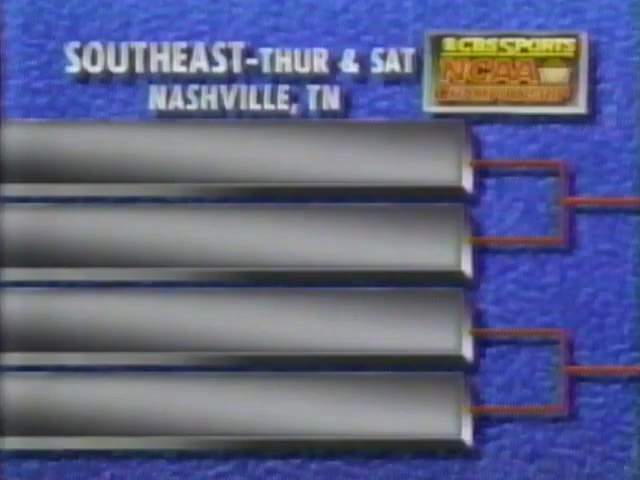 SOUTHEAST-THUR & SAT
NASHVILLE, TN
CBS SPORTS
NCAA